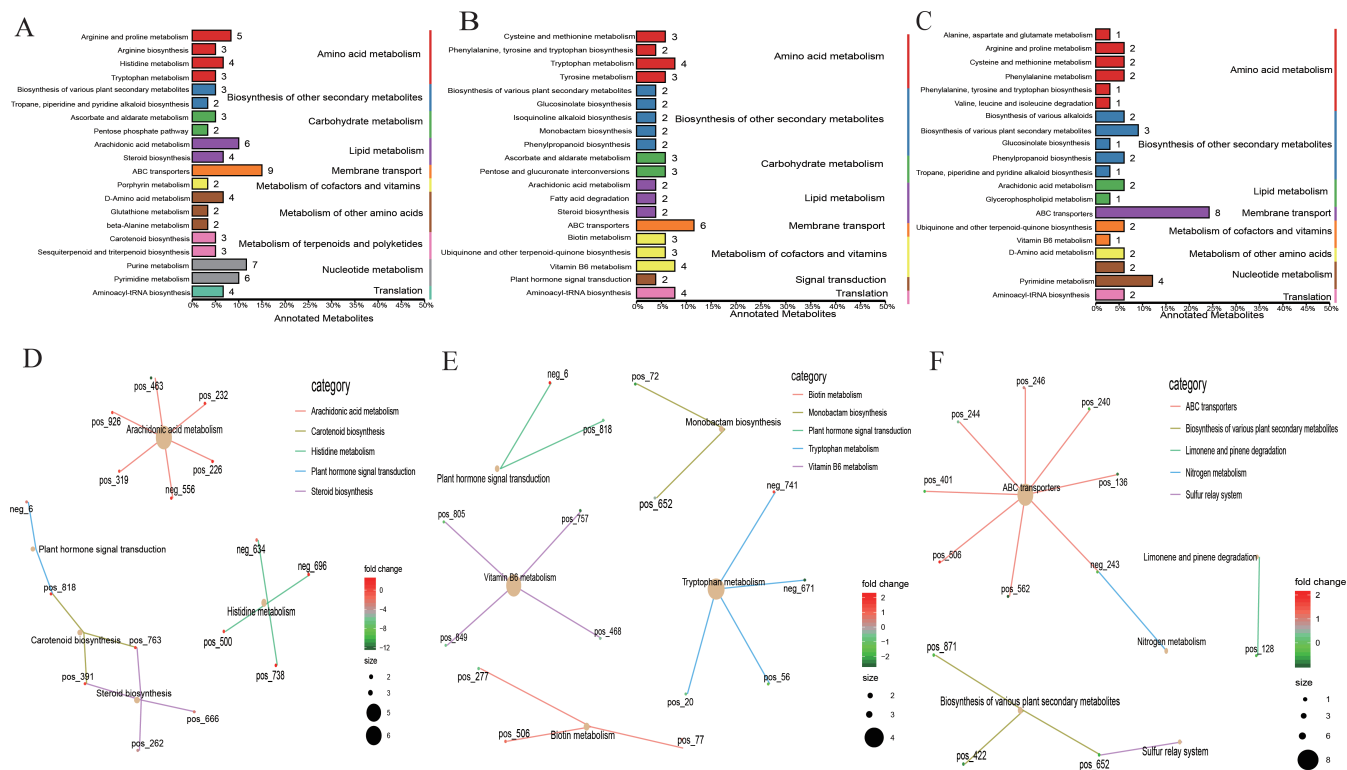 A
Arginine and proline metabolism 5
Arginine biosynthesis 3
Histidine metabolism 4
Tryptophan metabolism 3
Amino acid metabolism
Biosynthesis of various plant secondary metabolites 3
Tropane, piperidine and pyridine alkaloid biosynthesis 2
Biosynthesis of other secondary metabolites
Ascorbate and aldarate metabolism 3
Pentose phosphate pathway 2
Carbohydrate metabolism
Arachidonic acid metabolism 6
Steroid biosynthesis 4
Lipid metabolism
ABC transporters 9
Membrane transport
Porphyrin metabolism 2
Metabolism of cofactors and vitamins
D-Amino acid metabolism 4
Glutathione metabolism 2
beta-Alanine metabolism 2
Metabolism of other amino acids
Carotenoid biosynthesis 3
Sesquiterpenoid and triterpenoid biosynthesis 3
Metabolism of terpenoids and polyketides
Purine metabolism 7
Pyrimidine metabolism 6
Nucleotide metabolism
Aminoacyl-tRNA biosynthesis 4
Translation
0% 5% 10% 15% 20% 25% 30% 35% 40% 45% 50%
Annotated Metabolites
B
Cysteine and methionine metabolism 3
Phenylalanine, tyrosine and tryptophan biosynthesis 2
Tryptophan metabolism 4
Tyrosine metabolism 3
Amino acid metabolism
Biosynthesis of various plant secondary metabolites 2
Glucosinolate biosynthesis 2
Isoquinoline alkaloid biosynthesis 2
Monobactam biosynthesis 2
Phenylpropanoid biosynthesis 2
Biosynthesis of other secondary metabolites
Ascorbate and aldarate metabolism 3
Pentose and glucuronate interconversions 3
Carbohydrate metabolism
Arachidonic acid metabolism 2
Fatty acid degradation 2
Steroid biosynthesis 2
Lipid metabolism
ABC transporters 6
Membrane transport
Biotin metabolism 3
Ubiquinone and other terpenoid-quinone biosynthesis 3
Vitamin B6 metabolism 4
Metabolism of cofactors and vitamins
Plant hormone signal transduction 2
Signal transduction
Aminoacyl-tRNA biosynthesis 4
Translation
0% 5% 10% 15% 20% 25% 30% 35% 40% 45% 50%
Annotated Metabolites
C
Alanine, aspartate and glutamate metabolism 1
Arginine and proline metabolism 2
Cysteine and methionine metabolism 2
Phenylalanine metabolism 2
Phenylalanine, tyrosine and tryptophan biosynthesis 1
Valine, leucine and isoleucine degradation 1
Amino acid metabolism
Biosynthesis of various alkaloids 2
Biosynthesis of various plant secondary metabolites 3
Glucosinolate biosynthesis 1
Phenylpropanoid biosynthesis 2
Tropane, piperidine and pyridine alkaloid biosynthesis 1
Biosynthesis of other secondary metabolites
Arachidonic acid metabolism 2
Glycerophospholipid metabolism 1
Lipid metabolism
ABC transporters 8
Membrane transport
Ubiquinone and other terpenoid-quinone biosynthesis 2
Vitamin B6 metabolism 1
Metabolism of cofactors and vitamins
D-Amino acid metabolism 2
Metabolism of other amino acids
2
Pyrimidine metabolism 4
Nucleotide metabolism
Aminoacyl-tRNA biosynthesis 2
Translation
0% 5% 10% 15% 20% 25% 30% 35% 40% 45% 50%
Annotated Metabolites
D
pos_463
pos_232
pos_926
Arachidonic acid metabolism
pos_319
neg_556
pos_226
neg_6
Plant hormone signal transduction
pos_818
Carotenoid biosynthesis
pos_763
pos_391
Steroid biosynthesis
pos_666
pos_262
neg_634
neg_696
Histidine metabolism
pos_500
pos_738
category
Arachidonic acid metabolism
Carotenoid biosynthesis
Histidine metabolism
Plant hormone signal transduction
Steroid biosynthesis
fold change
0
-4
-8
-12
size
2
3
5
6
E
neg_6
pos_818
Plant hormone signal transduction
pos_72
Monobactam biosynthesis
pos_652
pos_805
pos_757
Vitamin B6 metabolism
pos_849
pos_468
neg_741
Tryptophan metabolism
neg_671
pos_20
pos_56
pos_277
pos_506
Biotin metabolism
pos_77
category
Biotin metabolism
Monobactam biosynthesis
Plant hormone signal transduction
Tryptophan metabolism
Vitamin B6 metabolism
fold change
2
1
0
-1
-2
size
2
3
4
F
pos_246
pos_244
pos_240
ABC transporters
pos_401
pos_136
pos_506
pos_562
neg_243
Nitrogen metabolism
Limonene and pinene degradation
pos_128
pos_871
Biosynthesis of various plant secondary metabolites
pos_422
pos_652
Sulfur relay system
category
ABC transporters
Biosynthesis of various plant secondary metabolites
Limonene and pinene degradation
Nitrogen metabolism
Sulfur relay system
fold change
2
1
0
size
1
3
6
8